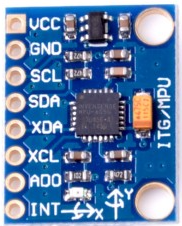 VCC
GND
SCL
SDA
XDA
XCL
ADO
INT
ITG/MPU
X
Y